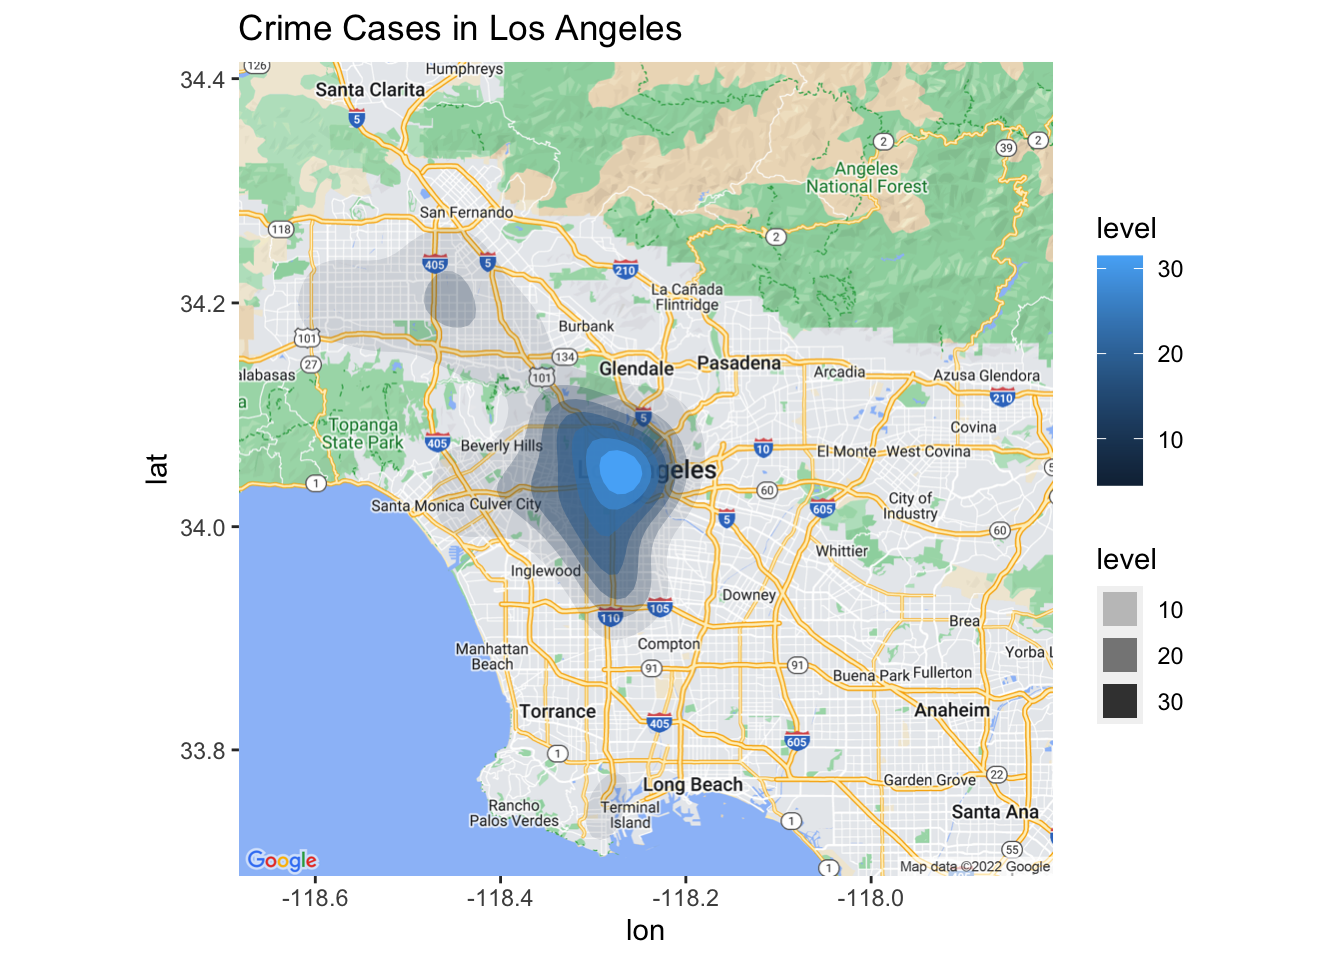 Crime Cases in Los Angeles
34.4
34.2
34.0
33.8
lat
126
Humphreys
Santa Clarita
5
2
2
39
Angeles
National Forest
San Fernando
118
2
405
5
210
La Cañada
Flintridge
Burbank
101
134
27
Glendale
Pasadena
101
Arcadia
Azusa
Glendora
alabasas
210
5
a
Topanga
State Park
Covina
405
Beverly Hills
10
El Monte
West Covina
geles
1
60
City of
Industry
Santa Monica
Culver City
605
5
60
Whittier
Inglewood
Downey
105
110
Brea
Compton
Manhattan
Beach
91
91
Yorba L
Buena Park
Fullerton
Torrance
Anaheim
405
605
1
22
Garden Grove
Long Beach
Rancho
Palos Verdes
Terminal
Island
Santa Ana
1
55
Google
Map data ©2022 Google
1
-118.6
-118.4
-118.2
-118.0
lon
level
30
20
10
level
10
20
30